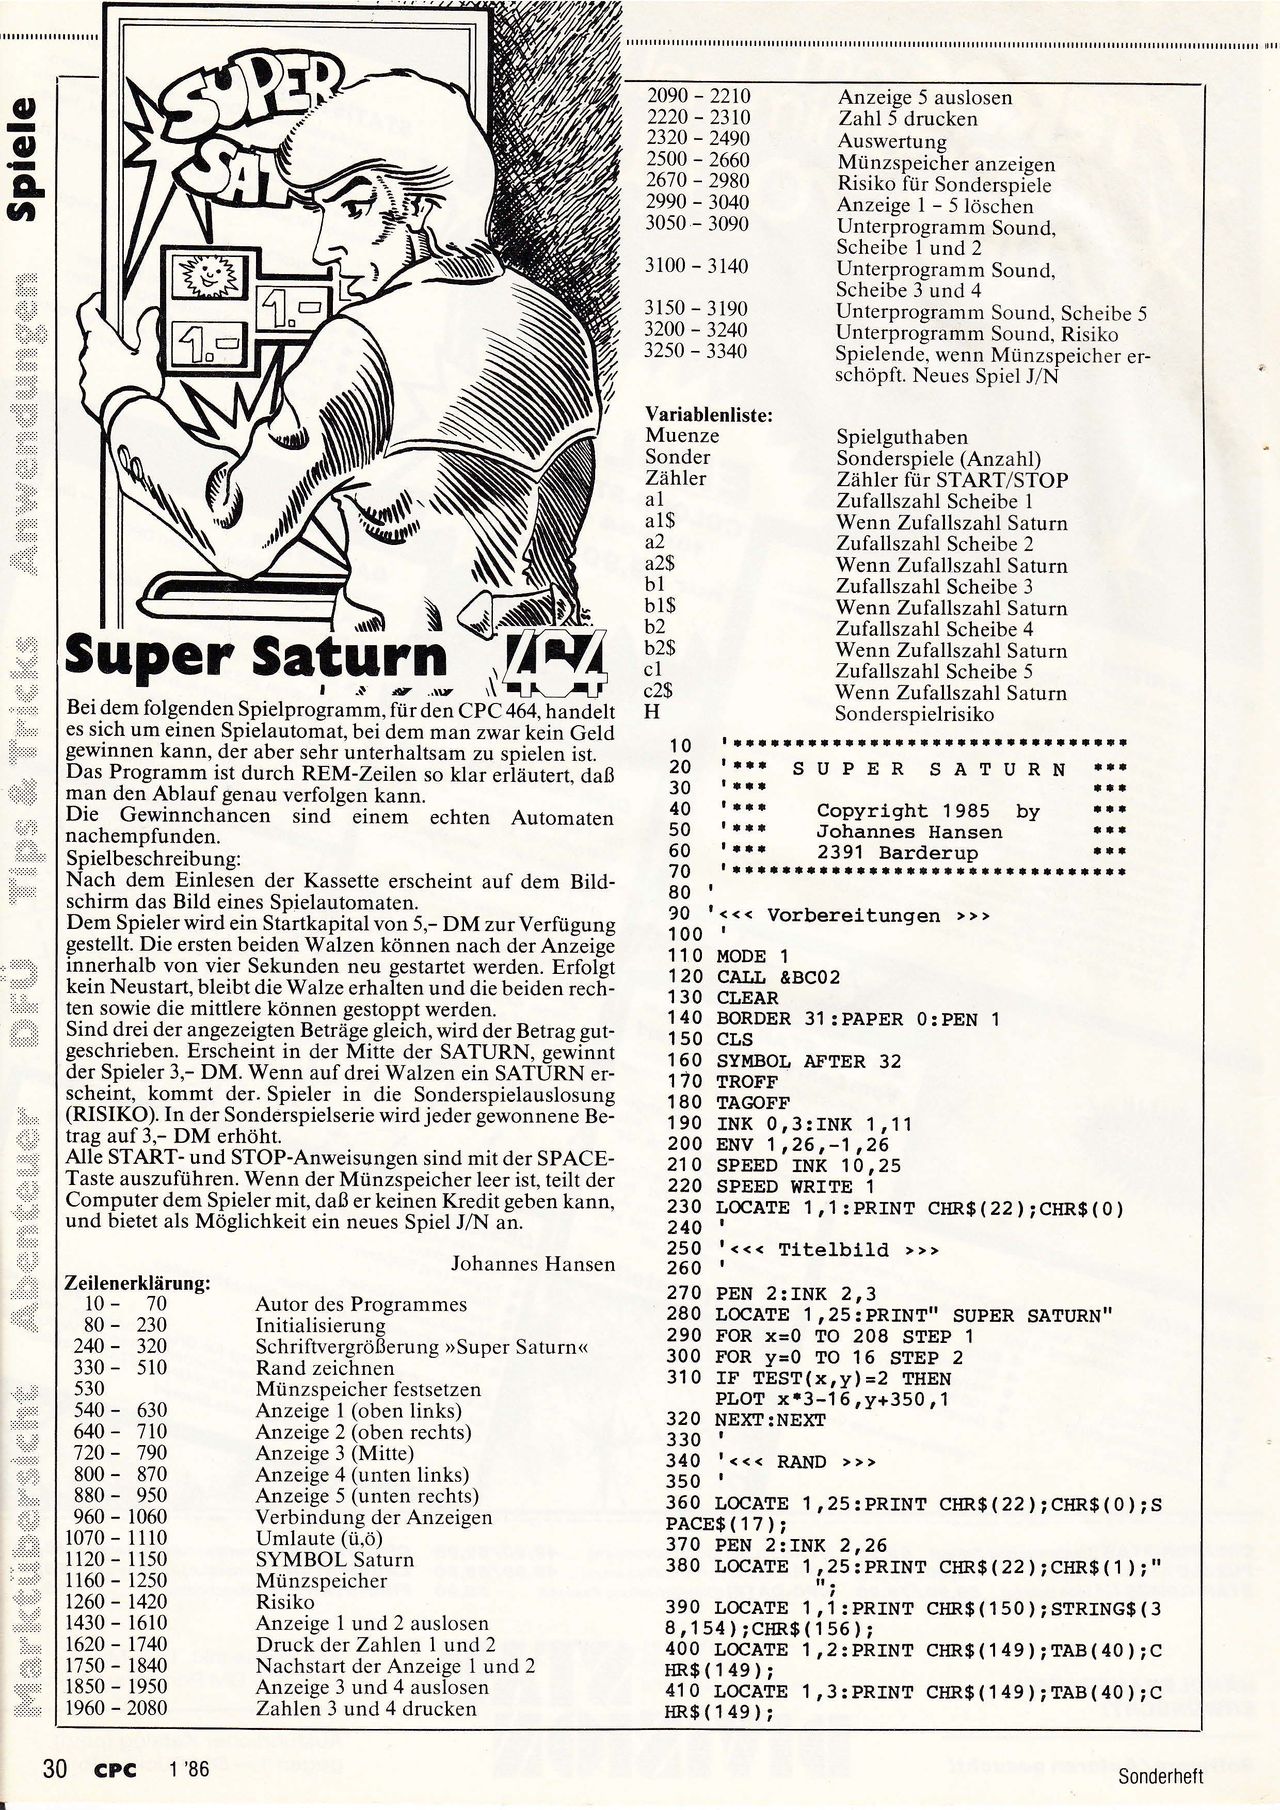 Spiele
Anwendungen
Tips & Tricks
DFÜ
Abenteuer
Marktübersicht
SUPER
SAT
1.–
1.–
Super Saturn
464
Bei dem folgenden Spielprogramm, für den CPC 464, handelt
es sich um einen Spielautomat, bei dem man zwar kein Geld
gewinnen kann, der aber sehr unterhaltsam zu spielen ist.
Das Programm ist durch REM-Zeilen so klar erläutert, daß
man den Ablauf genau verfolgen kann.
Die Gewinnchancen sind einem echten Automaten
nachempfunden.
Spielbeschreibung:
Nach dem Einlesen der Kassette erscheint auf dem Bild-
schirm das Bild eines Spielautomaten.
Dem Spieler wird ein Startkapital von 5,– DM zur Verfügung
gestellt. Die ersten beiden Walzen können nach der Anzeige
innerhalb von vier Sekunden neu gestartet werden. Erfolgt
kein Neustart, bleibt die Walze erhalten und die beiden rech-
ten sowie die mittlere können gestoppt werden.
Sind drei der angezeigten Beträge gleich, wird der Betrag gut-
geschrieben. Erscheint in der Mitte der SATURN, gewinnt
der Spieler 3,– DM. Wenn auf drei Walzen ein SATURN er-
scheint, kommt der Spieler in die Sonderspielauslosung
(RISIKO). In der Sonderspielserie wird jeder gewonnene Be-
trag auf 3,– DM erhöht.
Alle START- und STOP-Anweisungen sind mit der SPACE-
Taste auszuführen. Wenn der Münzspeicher leer ist, teilt der
Computer dem Spieler mit, daß er keinen Kredit geben kann,
und bietet als Möglichkeit ein neues Spiel J/N an.
Johannes Hansen
Zeilenerklärung:
10 – 70 Autor des Programmes
80 – 230 Initialisierung
240 – 320 Schriftvergrößerung »Super Saturn«
330 – 510 Rand zeichnen
530 Münzspeicher festsetzen
540 – 630 Anzeige 1 (oben links)
640 – 710 Anzeige 2 (oben rechts)
720 – 790 Anzeige 3 (Mitte)
800 – 870 Anzeige 4 (unten links)
880 – 950 Anzeige 5 (unten rechts)
960 – 1060 Verbindung der Anzeigen
1070 – 1110 Umlaute (ü,ö)
1120 – 1150 SYMBOL Saturn
1160 – 1250 Münzspeicher
1260 – 1420 Risiko
1430 – 1610 Anzeige 1 und 2 auslosen
1620 – 1740 Druck der Zahlen 1 und 2
1750 – 1840 Nachstart der Anzeige 1 und 2
1850 – 1950 Anzeige 3 und 4 auslosen
1960 – 2080 Zahlen 3 und 4 drucken
2090 – 2210 Anzeige 5 auslosen
2220 – 2310 Zahl 5 drucken
2320 – 2490 Auswertung
2500 – 2660 Münzspeicher anzeigen
2670 – 2980 Risiko für Sonderspiele
2990 – 3040 Anzeige 1 – 5 löschen
3050 – 3090 Unterprogramm Sound,
Scheibe 1 und 2
3100 – 3140 Unterprogramm Sound,
Scheibe 3 und 4
3150 – 3190 Unterprogramm Sound, Scheibe 5
3200 – 3240 Unterprogramm Sound, Risiko
3250 – 3340 Spielende, wenn Münzspeicher er-
schöpft. Neues Spiel J/N
Variablenliste:
Muenze Spielguthaben
Sonder Sonderspiele (Anzahl)
Zähler Zähler für START/STOP
a1 Zufallszahl Scheibe 1
a1$ Wenn Zufallszahl Saturn
a2 Zufallszahl Scheibe 2
a2$ Wenn Zufallszahl Saturn
b1 Zufallszahl Scheibe 3
b1$ Wenn Zufallszahl Saturn
b2 Zufallszahl Scheibe 4
b2$ Wenn Zufallszahl Saturn
c1 Zufallszahl Scheibe 5
c2$ Wenn Zufallszahl Saturn
H Sonderspielrisiko
10 '*********************************
20 '*** S U P E R S A T U R N ***
30 '*** ***
40 '*** Copyright 1985 by ***
50 '*** Johannes Hansen ***
60 '*** 2391 Barderup ***
70 '*********************************
80 '
90 '<<< Vorbereitungen >>>
100 '
110 MODE 1
120 CALL &BC02
130 CLEAR
140 BORDER 31:PAPER 0:PEN 1
150 CLS
160 SYMBOL AFTER 32
170 TROFF
180 TAGOFF
190 INK 0,3:INK 1,11
200 ENV 1,26,-1,26
210 SPEED INK 10,25
220 SPEED WRITE 1
230 LOCATE 1,1:PRINT CHR$(22);CHR$(0)
240 '
250 '<<< Titelbild >>>
260 '
270 PEN 2:INK 2,3
280 LOCATE 1,25:PRINT" SUPER SATURN"
290 FOR x=0 TO 208 STEP 1
300 FOR y=0 TO 16 STEP 2
310 IF TEST(x,y)=2 THEN
PLOT x*3-16,y+350,1
320 NEXT:NEXT
330 '
340 '<<< RAND >>>
350 '
360 LOCATE 1,25:PRINT CHR$(22);CHR$(0);S
PACE$(17);
370 PEN 2:INK 2,26
380 LOCATE 1,25:PRINT CHR$(22);CHR$(1);"
";
390 LOCATE 1,1:PRINT CHR$(150);STRING$(3
8,154);CHR$(156);
400 LOCATE 1,2:PRINT CHR$(149);TAB(40);C
HR$(149);
410 LOCATE 1,3:PRINT CHR$(149);TAB(40);C
HR$(149);
30 CPC 1 '86
Sonderheft